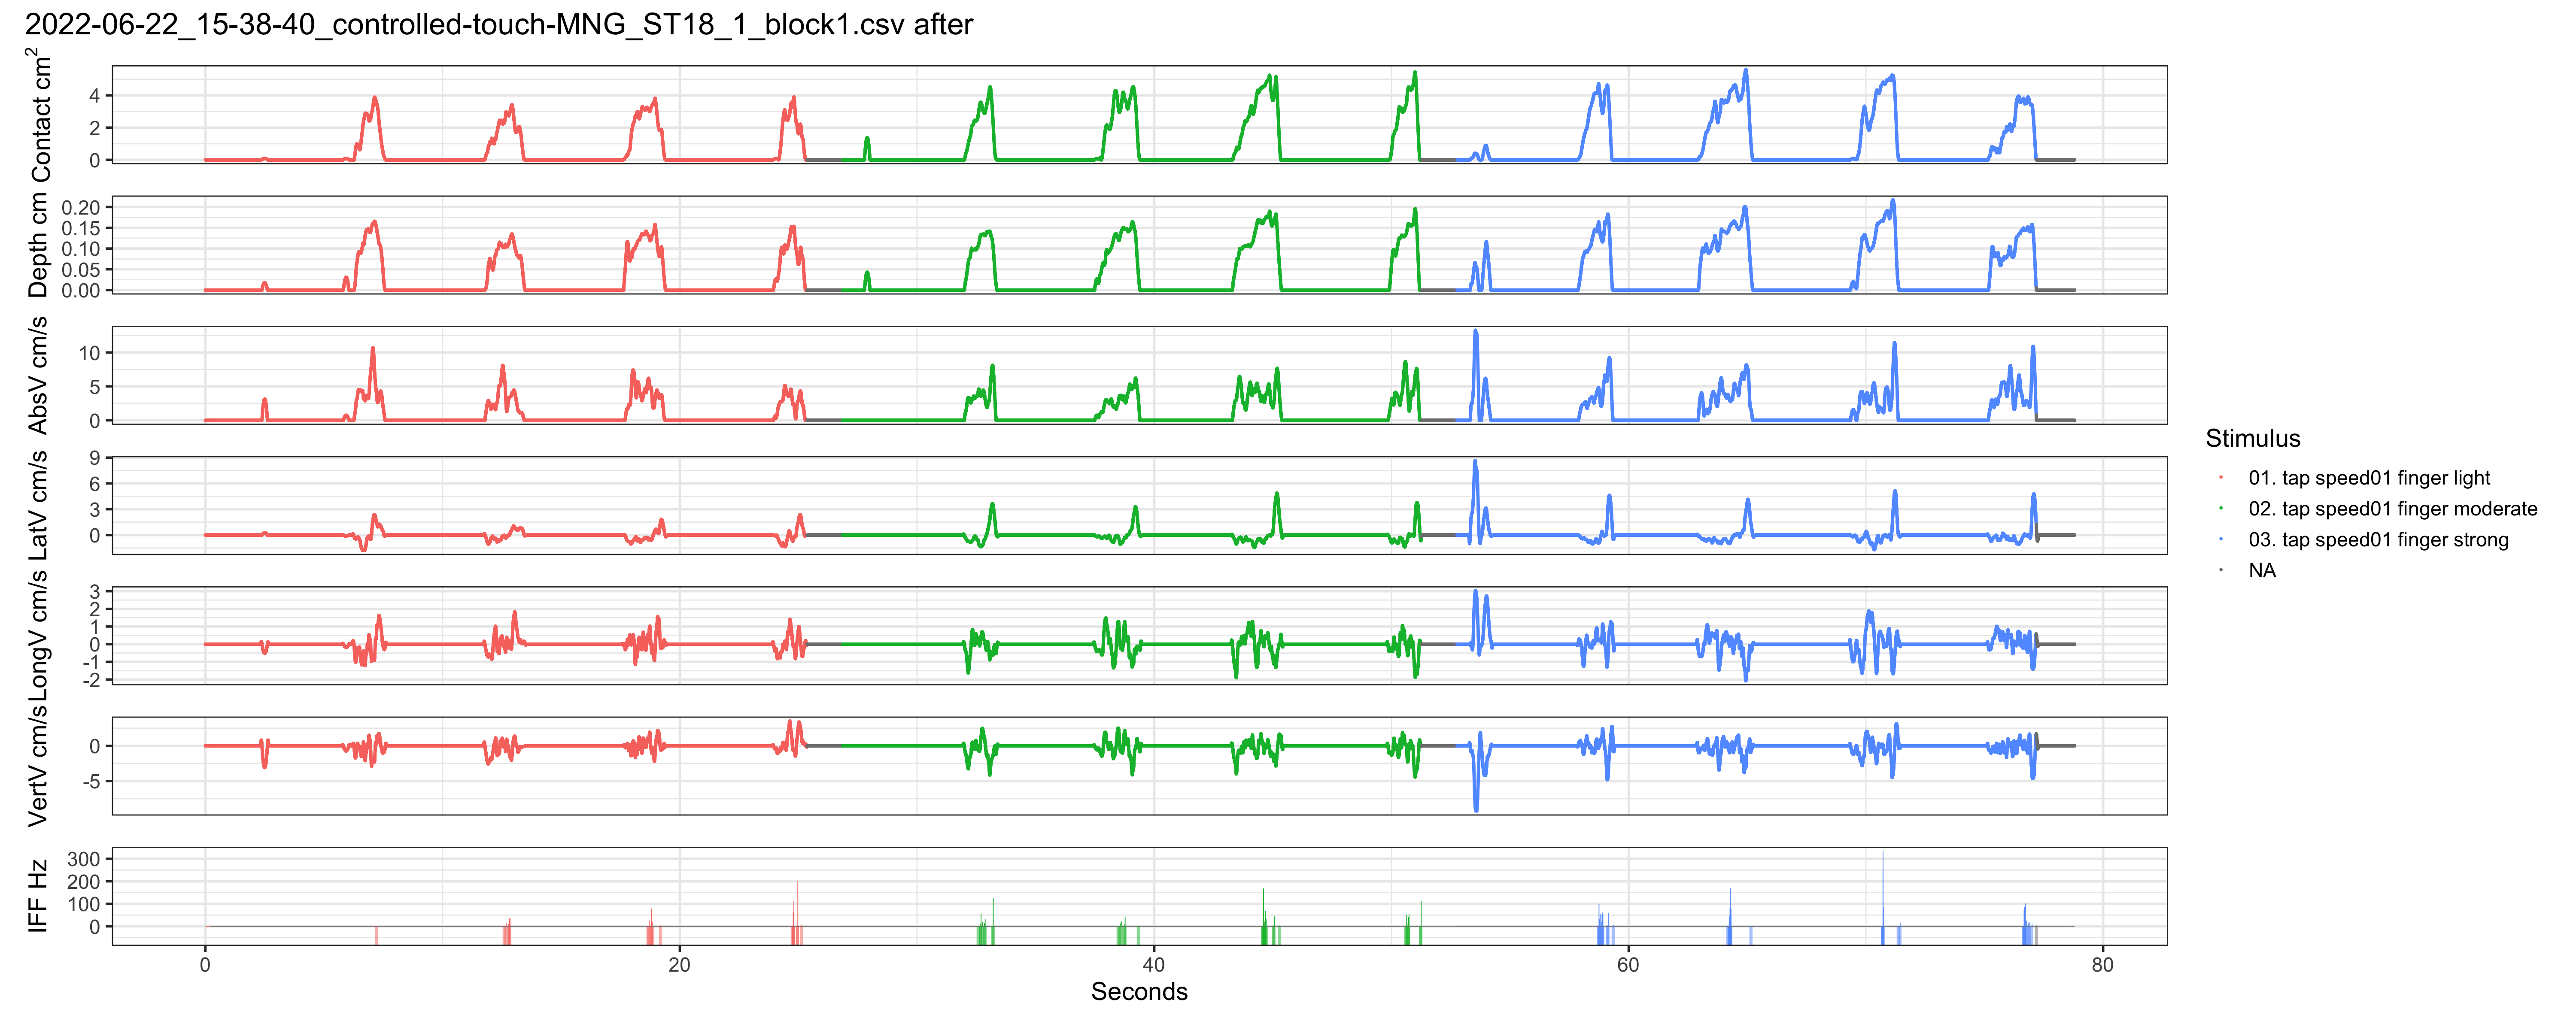 2022-06-22_15-38-40_controlled-touch-MNG_ST18_1_block1.csv after
Contact cm²
4
2
0
Depth cm
0.20
0.15
0.10
0.05
0.00
AbsV cm/s
10
5
0
LatV cm/s
9
6
3
0
LongV cm/s
3
2
1
0
-1
-2
VertV cm/s
0
-5
IFF Hz
300
200
100
0
0 20 40 60 80
Seconds
Stimulus
01. tap speed01 finger light
02. tap speed01 finger moderate
03. tap speed01 finger strong
NA